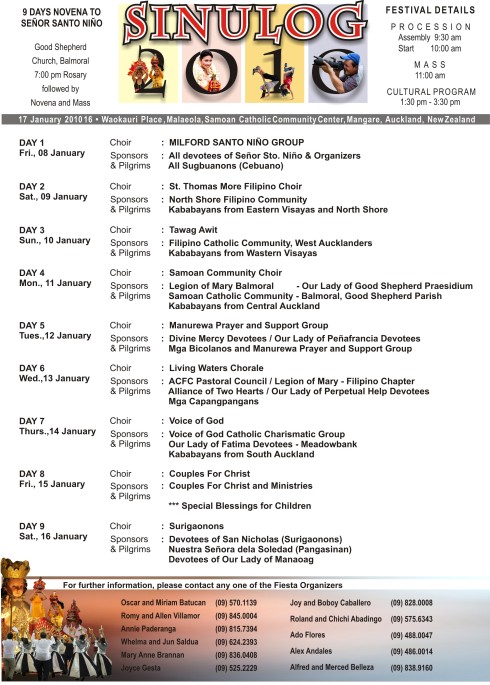 9 DAYS NOVENA TO
SEÑOR SANTO NIÑO
Good Shepherd
Church, Balmoral
7:00 pm Rosary
followed by
Novena and Mass
SINULOG
2010
FESTIVAL DETAILS
PROCESSION
Assembly 9:30 am
Start 10:00 am
MASS
11:00 am
CULTURAL PROGRAM
1:30 pm - 3:30 pm
17 January 201016 • Waokauri Place, Malaeola, Samoan Catholic Community Center, Mangare, Auckland, New Zealand
DAY 1 Choir : MILFORD SANTO NIÑO GROUP
Fri., 08 January Sponsors : All devotees of Señor Sto. Niño & Organizers
& Pilgrims All Sugbuanons (Cebuano)
DAY 2 Choir : St. Thomas More Filipino Choir
Sat., 09 January Sponsors : North Shore Filipino Community
& Pilgrims Kababayans from Eastern Visayas and North Shore
DAY 3 Choir : Tawag Awit
Sun., 10 January Sponsors : Filipino Catholic Community, West Aucklanders
& Pilgrims Kababayans from Wastern Visayas
DAY 4 Choir : Samoan Community Choir
Mon., 11 January Sponsors : Legion of Mary Balmoral - Our Lady of Good Shepherd Praesidium
& Pilgrims Samoan Catholic Community - Balmoral, Good Shepherd Parish
Kababayans from Central Auckland
DAY 5 Choir : Manurewa Prayer and Support Group
Tues.,12 January Sponsors : Divine Mercy Devotees / Our Lady of Peñafrancia Devotees
& Pilgrims Mga Bicolanos and Manurewa Prayer and Support Group
DAY 6 Choir : Living Waters Chorale
Wed.,13 January Sponsors : ACFC Pastoral Council / Legion of Mary - Filipino Chapter
& Pilgrims Alliance of Two Hearts / Our Lady of Perpetual Help Devotees
Mga Capangpangans
DAY 7 Choir : Voice of God
Thurs.,14 January Sponsors : Voice of God Catholic Charismatic Group
& Pilgrims Our Lady of Fatima Devotees - Meadowbank
Kababayans from South Auckland
DAY 8 Choir : Couples For Christ
Fri., 15 January Sponsors : Couples For Christ and Ministries
& Pilgrims
*** Special Blessings for Children
DAY 9 Choir : Surigaonons
Sat., 16 January Sponsors : Devotees of San Nicholas (Surigaonons)
& Pilgrims Nuestra Señora dela Soledad (Pangasinan)
Devotees of Our Lady of Manaoag
For further information, please contact any one of the Fiesta Organizers
Oscar and Miriam Batucan (09) 570.1139
Romy and Allen Villamor (09) 845.0004
Annie Paderanga (09) 815.7394
Whelma and Jun Saldua (09) 624.2393
Mary Anne Brannan (09) 836.0408
Joyce Gesta (09) 525.2229
Joy and Boboy Caballero (09) 828.0008
Roland and Chichi Abadingo (09) 575.6343
Ado Flores (09) 488.0047
Alex Andales (09) 486.0014
Alfred and Merced Belleza (09) 838.9160